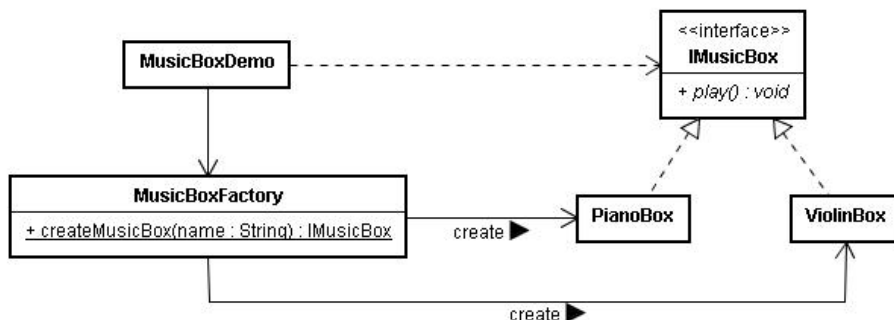 <<interface>>
IMusicBox
+ play() : void
MusicBoxDemo
MusicBoxFactory
+ createMusicBox(name : String) : IMusicBox
create ▶
PianoBox
ViolinBox
create ▶